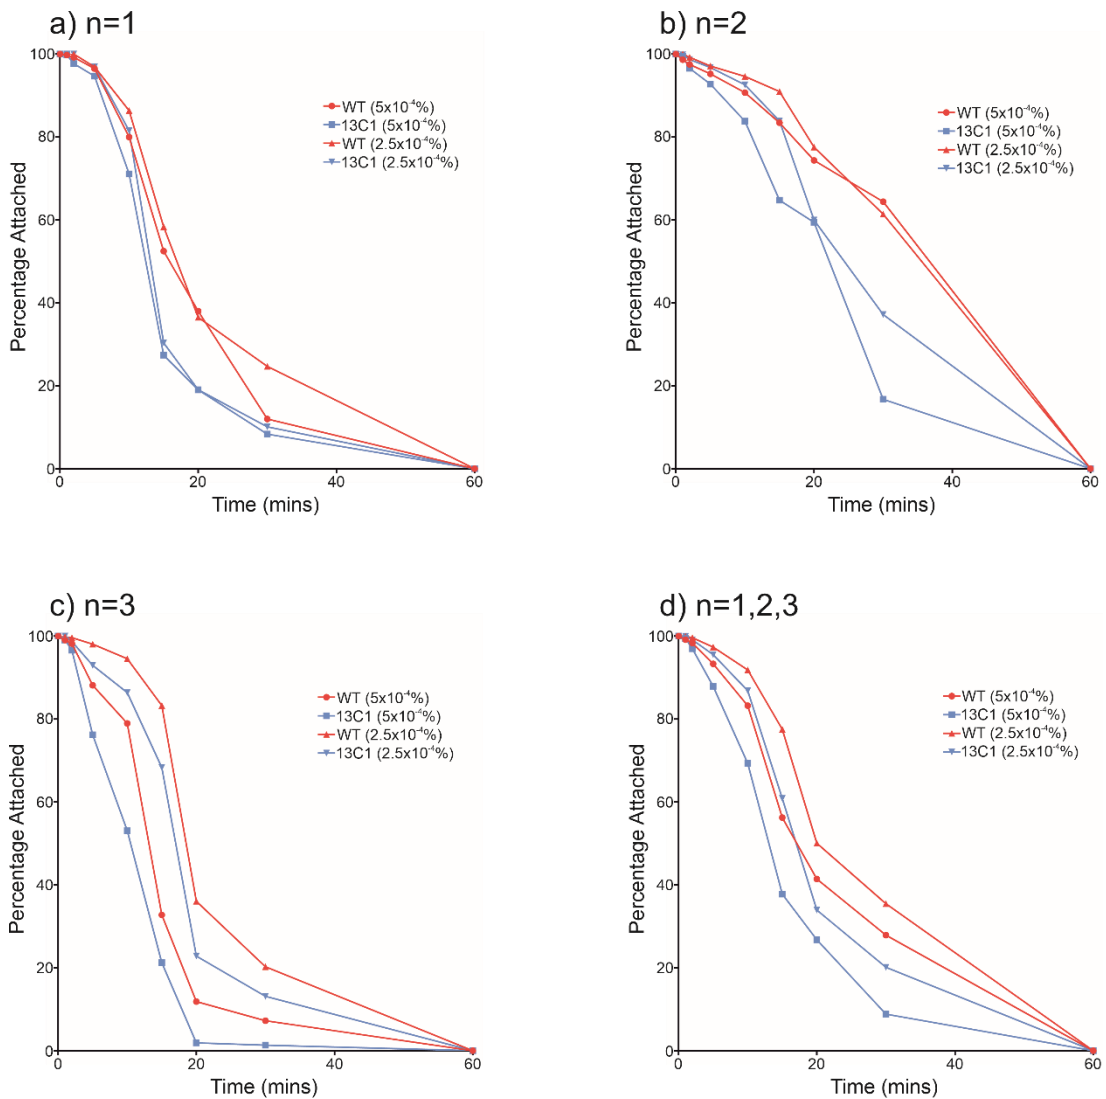 a) n=1
100
80
60
40
20
0
0 20 40 60
Percentage Attached
Time (mins)
WT (5x10⁻⁴%)
13C1 (5x10⁻⁴%)
WT (2.5x10⁻⁴%)
13C1 (2.5x10⁻⁴%)
b) n=2
100
80
60
40
20
0
0 20 40 60
Percentage Attached
Time (mins)
WT (5x10⁻⁴%)
13C1 (5x10⁻⁴%)
WT (2.5x10⁻⁴%)
13C1 (2.5x10⁻⁴%)
c) n=3
100
80
60
40
20
0
0 20 40 60
Percentage Attached
Time (mins)
WT (5x10⁻⁴%)
13C1 (5x10⁻⁴%)
WT (2.5x10⁻⁴%)
13C1 (2.5x10⁻⁴%)
d) n=1,2,3
100
80
60
40
20
0
0 20 40 60
Percentage Attached
Time (mins)
WT (5x10⁻⁴%)
13C1 (5x10⁻⁴%)
WT (2.5x10⁻⁴%)
13C1 (2.5x10⁻⁴%)